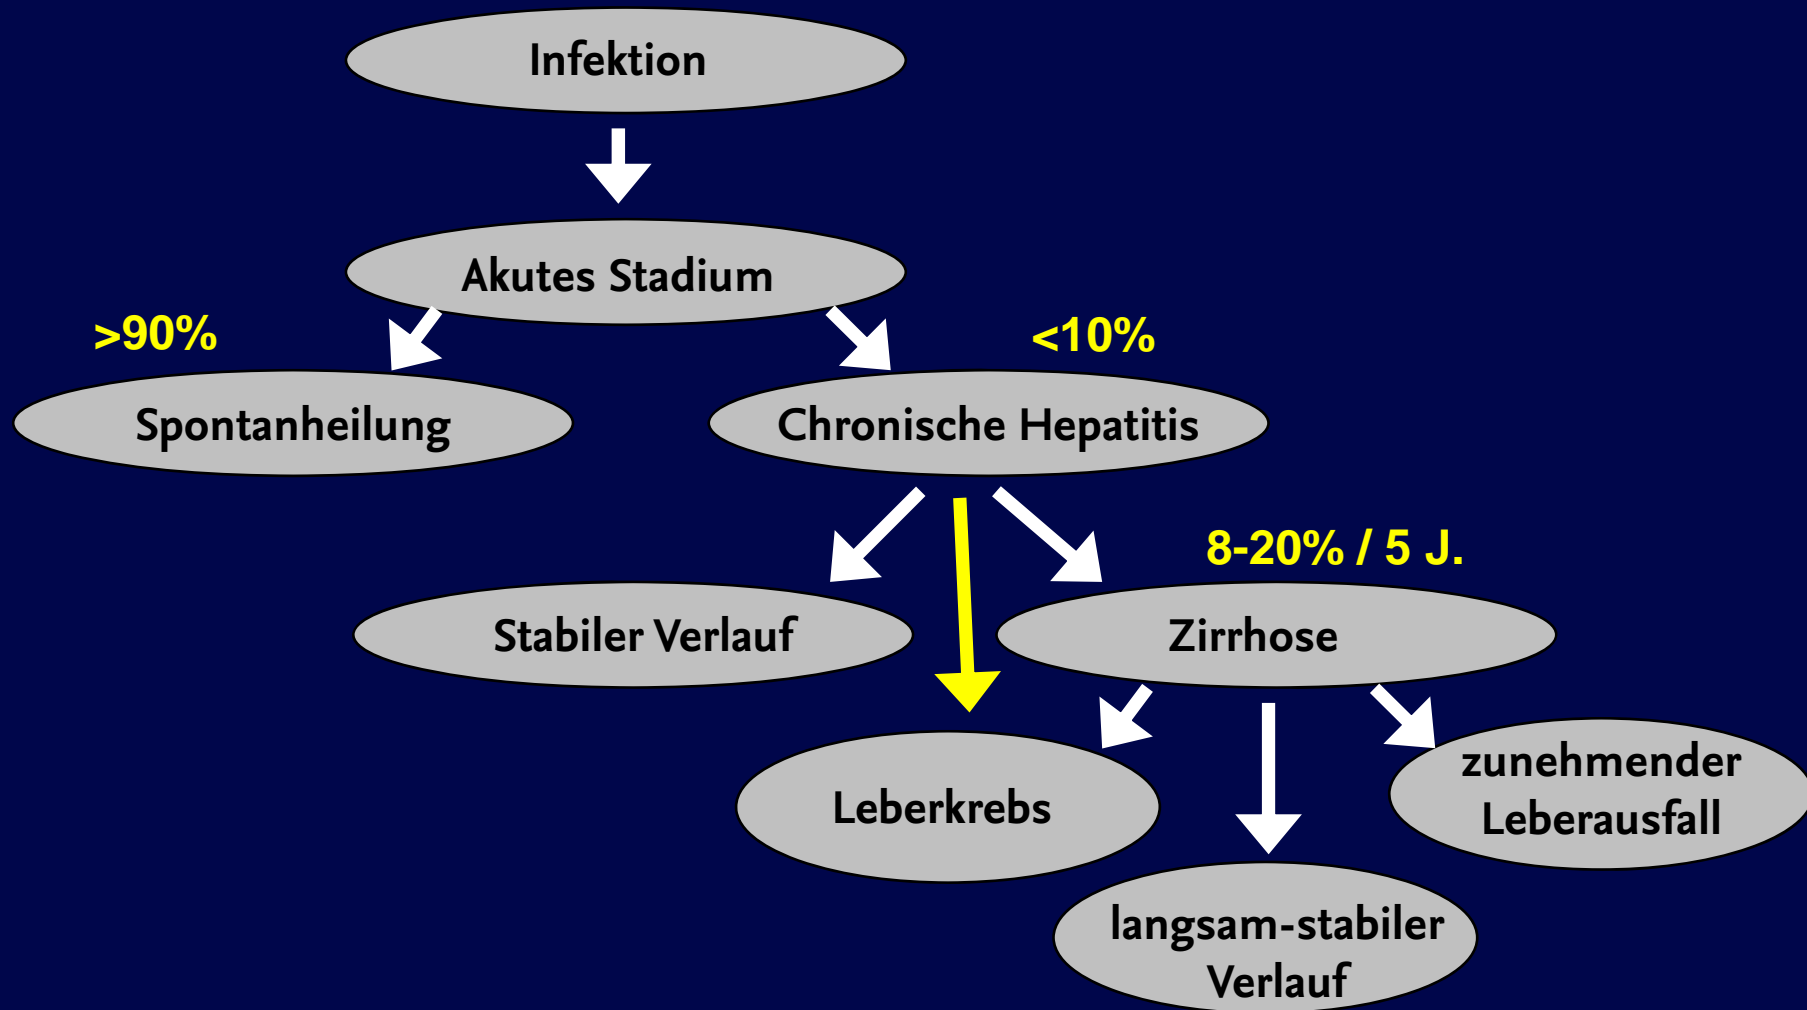 Infektion
Akutes Stadium
>90%
<10%
Spontanheilung
Chronische Hepatitis
8-20% / 5 J.
Stabiler Verlauf
Zirrhose
Leberkrebs
zunehmender
Leberausfall
langsam-stabiler
Verlauf